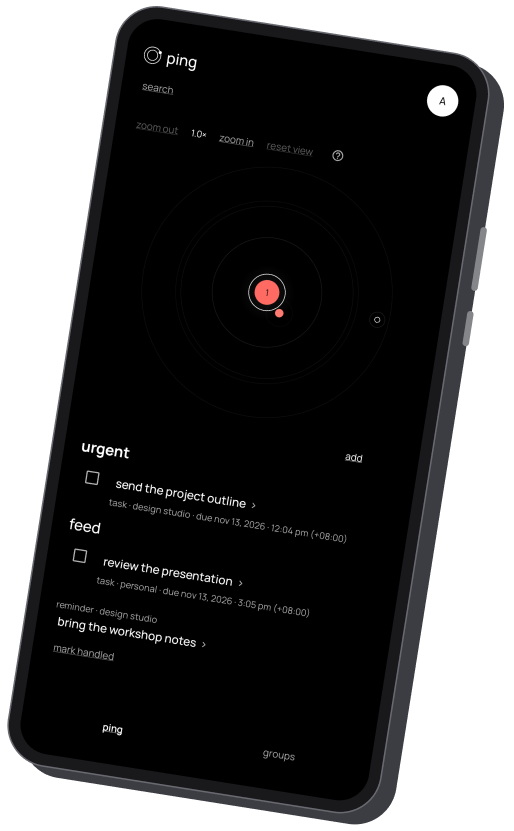 ping
A
search
zoom out 1.0× zoom in reset view ?
1
urgent
add
send the project outline ›
task · design studio · due nov 13, 2026 · 12:04 pm (+08:00)
feed
review the presentation ›
task · personal · due nov 13, 2026 · 3:05 pm (+08:00)
reminder · design studio
bring the workshop notes ›
mark handled
ping
groups